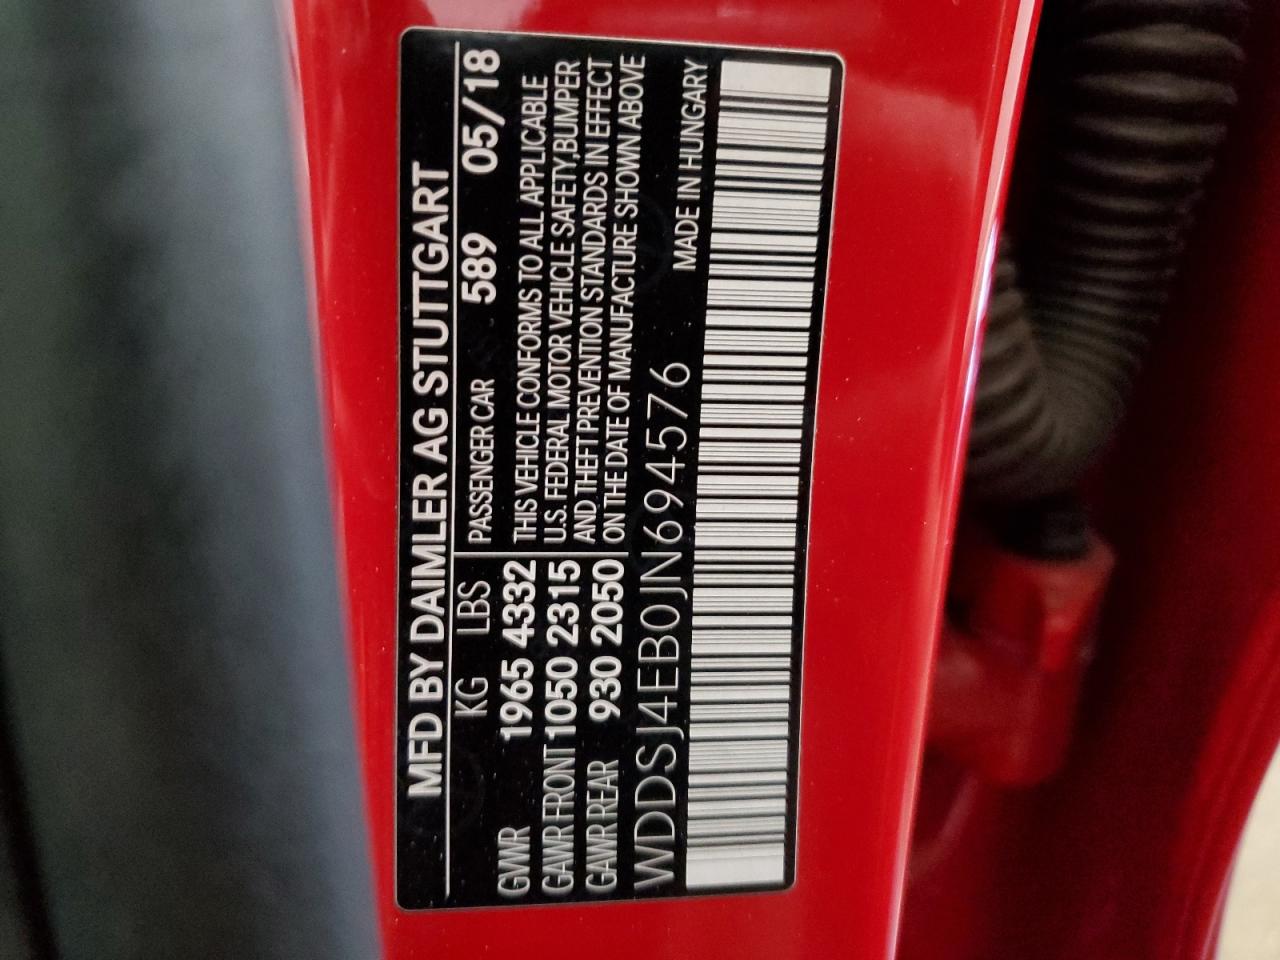 MFD BY DAIMLER AG STUTTGART
KG LBS PASSENGER CAR 589 05/18
GVWR 1965 4332 THIS VEHICLE CONFORMS TO ALL APPLICABLE
GAWR FRONT 1050 2315 U.S. FEDERAL MOTOR VEHICLE SAFETY,BUMPER
GAWR REAR 930 2050 AND THEFT PREVENTION STANDARDS IN EFFECT
ON THE DATE OF MANUFACTURE SHOWN ABOVE
WDDSJ4EB0JN694576
MADE IN HUNGARY